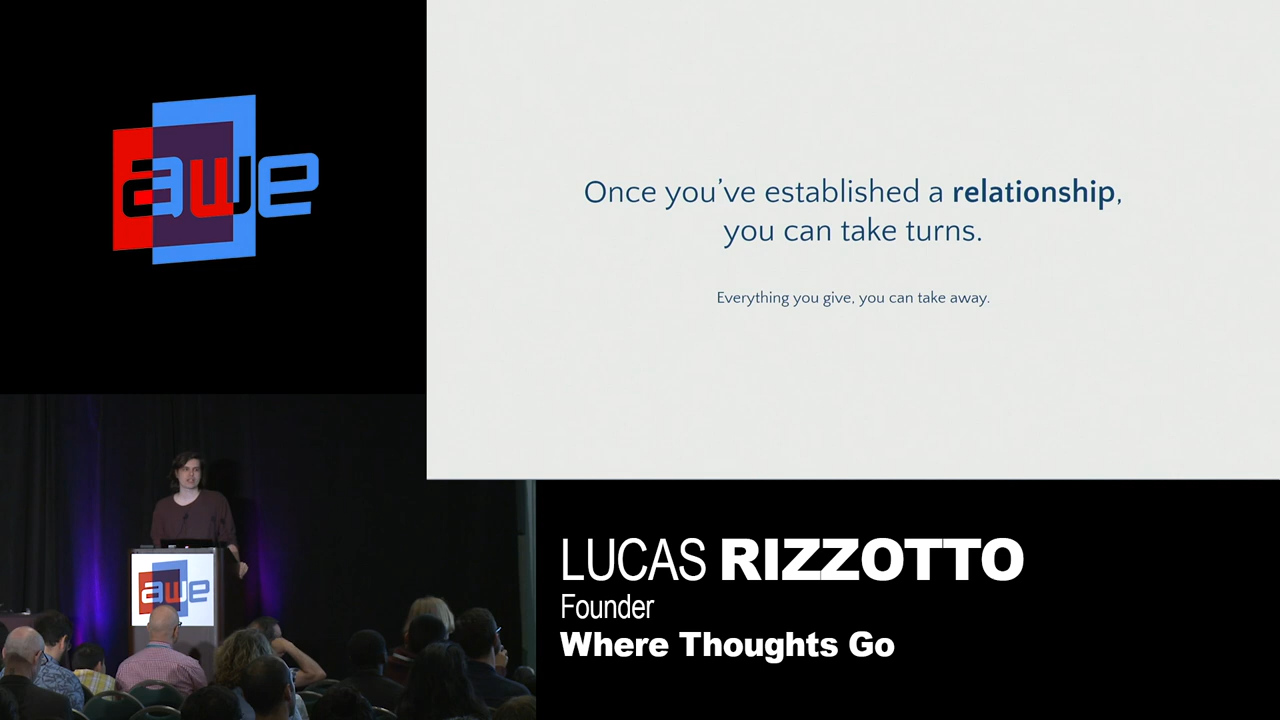 awe
Once you've established a relationship,
you can take turns.
Everything you give, you can take away.
awe
LUCAS RIZZOTTO
Founder
Where Thoughts Go